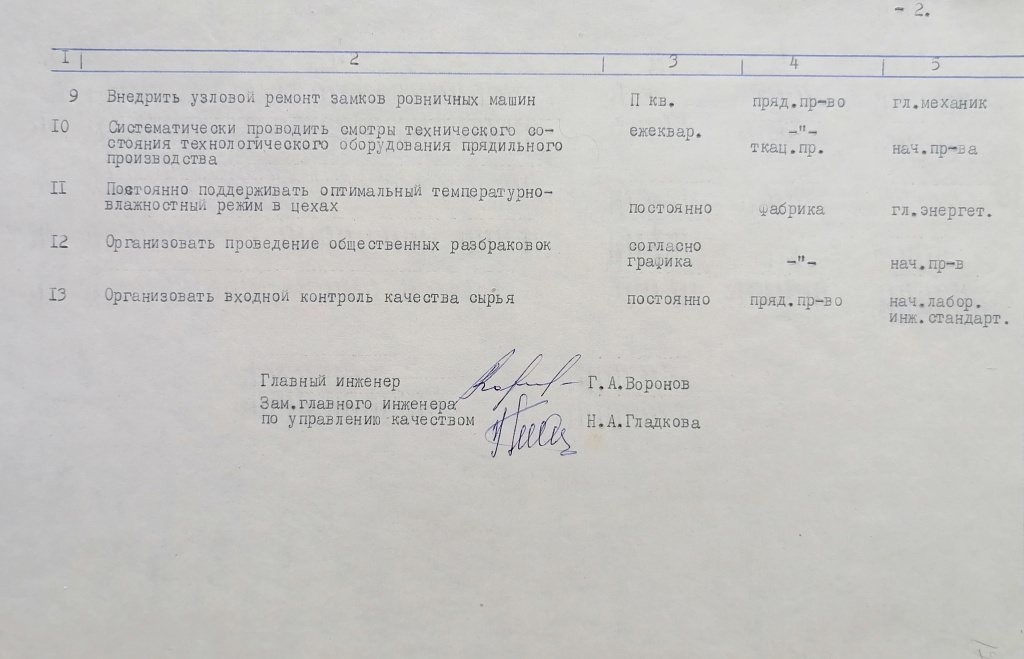 - 2.
I | 2 | 3 | 4 | 5
9 Внедрить узловой ремонт замков ровничных машин П кв. пряд.пр-во гл.механик
I0 Систематически проводить смотры технического со- ежеквар. -"-
стояния технологического оборудования прядильного ткац.пр. нач.пр-ва
производства
II Постоянно поддерживать оптимальный температурно-
влажностный режим в цехах постоянно фабрика гл.энергет.
I2 Организовать проведение общественных разбраковок согласно
графика -"- нач.пр-в
I3 Организовать входной контроль качества сырья постоянно пряд.пр-во нач.лабор.
инж.стандарт.
Главный инженер Г.А.Воронов
Зам.главного инженера
по управлению качеством Н.А.Гладкова